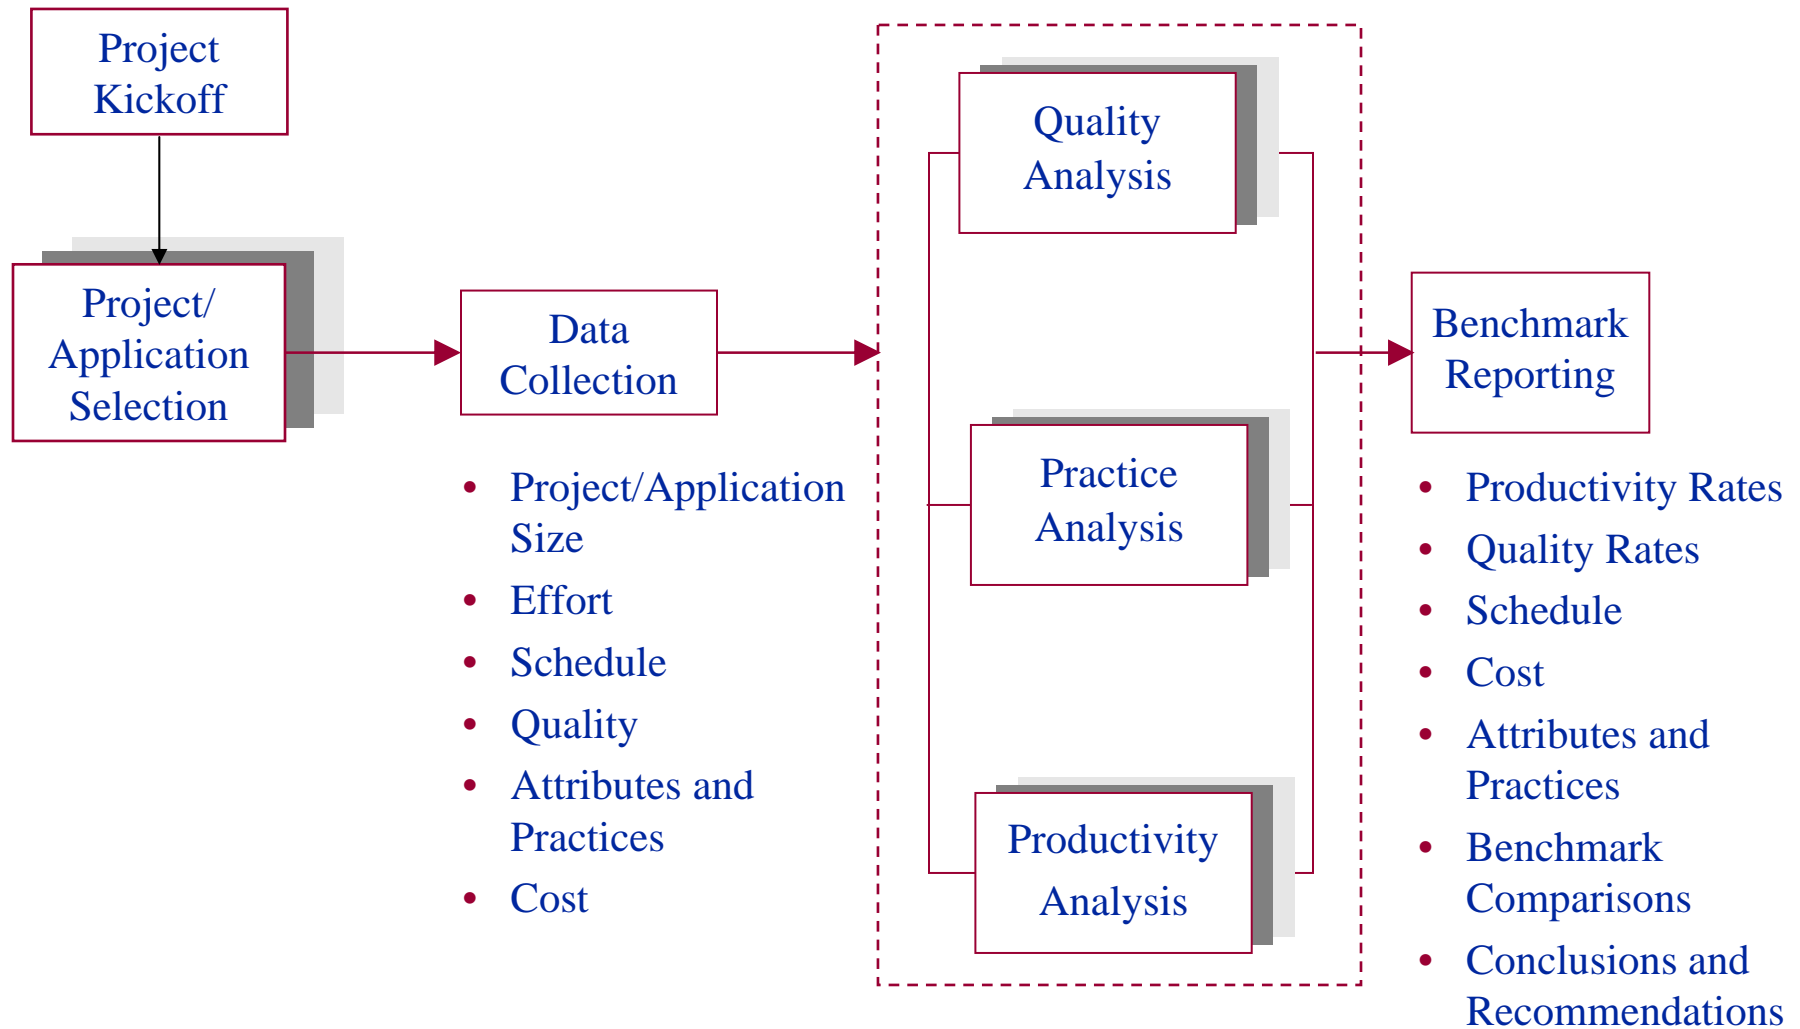 Project
Kickoff
Project/
Application
Selection
Data
Collection
• Project/Application
Size
• Effort
• Schedule
• Quality
• Attributes and
Practices
• Cost
Quality
Analysis
Practice
Analysis
Productivity
Analysis
Benchmark
Reporting
• Productivity Rates
• Quality Rates
• Schedule
• Cost
• Attributes and
Practices
• Benchmark
Comparisons
• Conclusions and
Recommendations